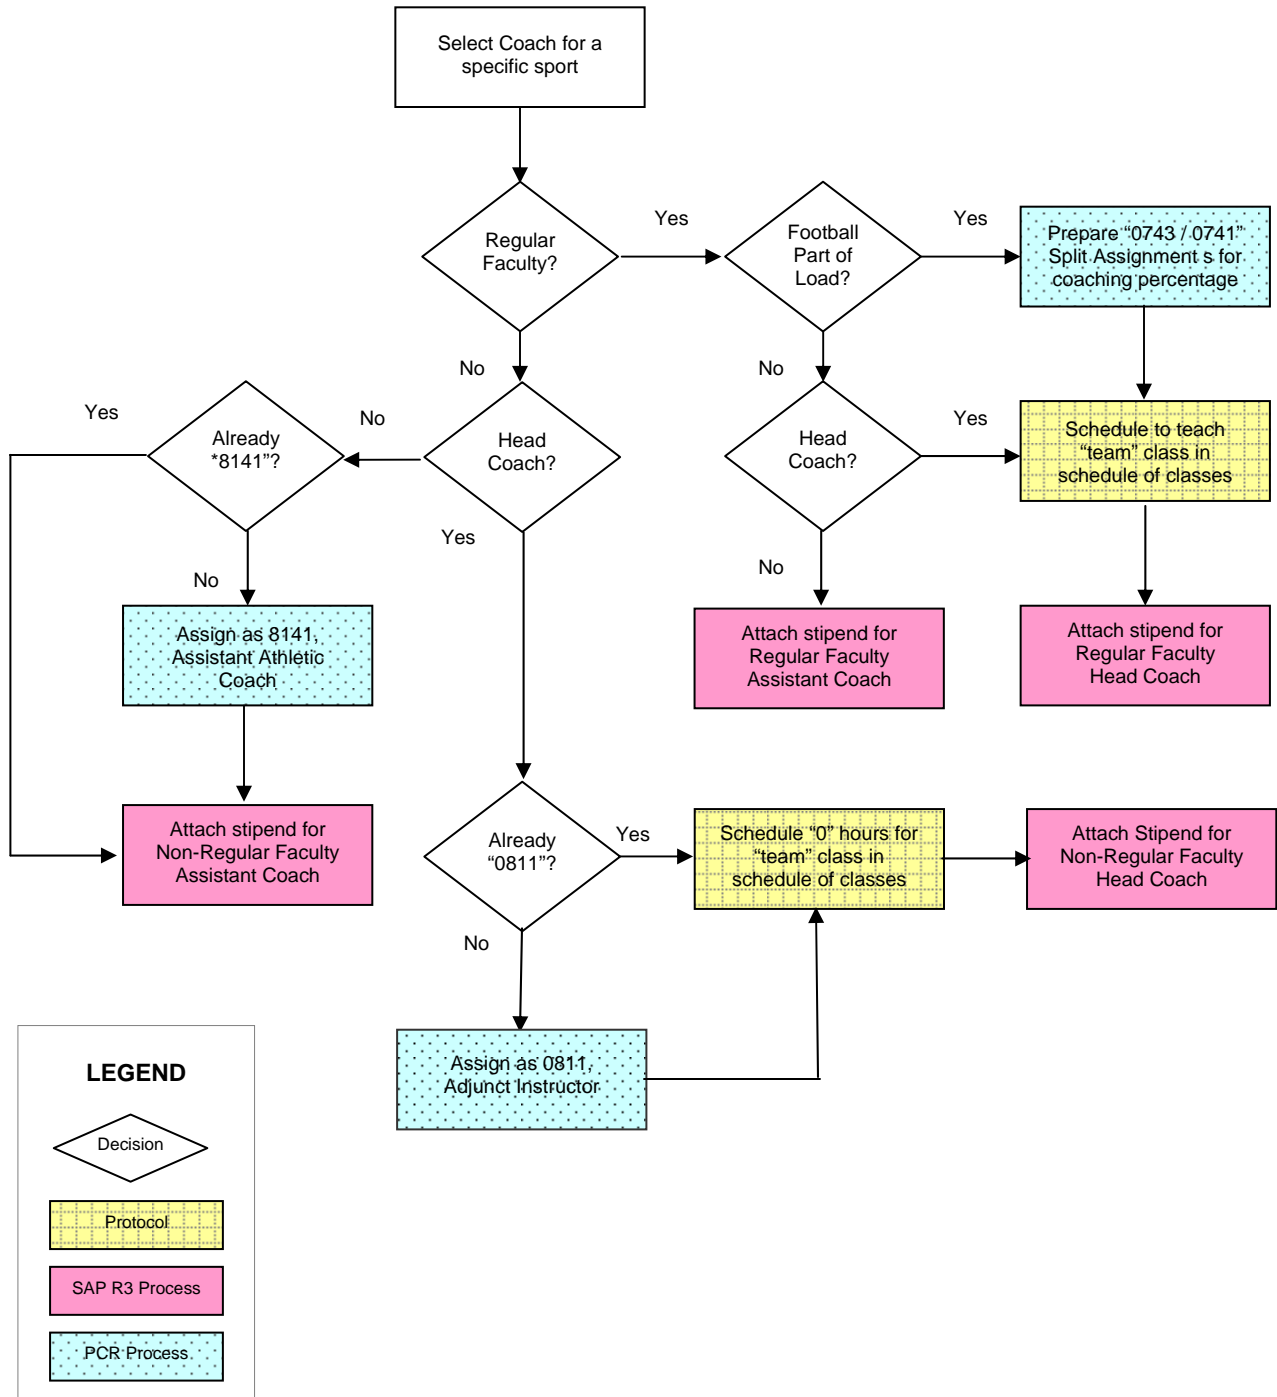 Select Coach for a
specific sport
Regular
Faculty?
Yes
Football
Part of
Load?
Yes
Prepare “0743 / 0741”
Split Assignment s for
coaching percentage
No
No
Yes
Already
*8141”?
No
Head
Coach?
Head
Coach?
Yes
Schedule to teach
“team” class in
schedule of classes
Yes
No
No
Assign as 8141,
Assistant Athletic
Coach
Attach stipend for
Regular Faculty
Assistant Coach
Attach stipend for
Regular Faculty
Head Coach
Attach stipend for
Non-Regular Faculty
Assistant Coach
Already
“0811”?
Yes
Schedule “0” hours for
“team” class in
schedule of classes
Attach Stipend for
Non-Regular Faculty
Head Coach
No
Assign as 0811,
Adjunct Instructor
LEGEND
Decision
Protocol
SAP R3 Process
PCR Process